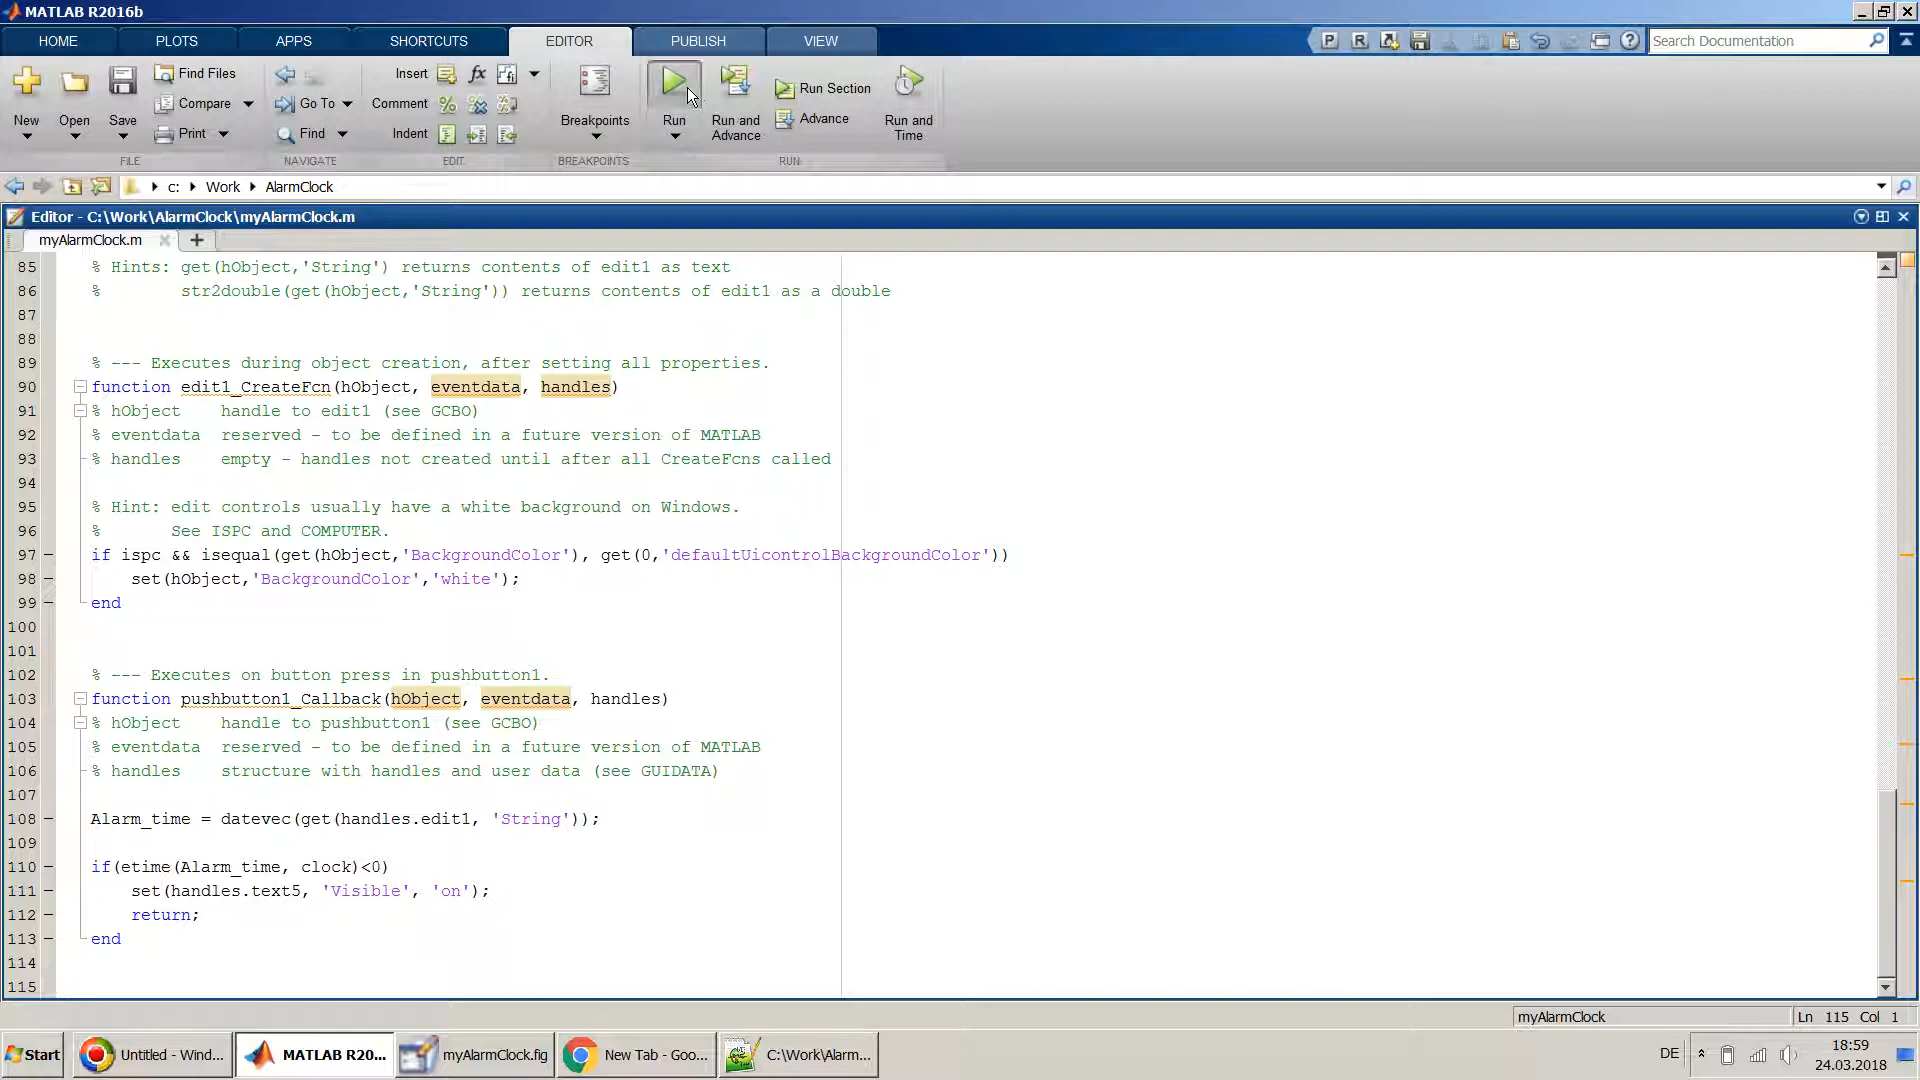 MATLAB R2016b
HOME PLOTS APPS SHORTCUTS EDITOR PUBLISH VIEW Search Documentation
New Open Save Find Files Compare Print Go To Find Insert fx Comment Indent Breakpoints Run Run and Advance Run Section Advance Run and Time
FILE NAVIGATE EDIT BREAKPOINTS RUN
c: Work AlarmClock
Editor - C:\Work\AlarmClock\myAlarmClock.m
myAlarmClock.m
85 % Hints: get(hObject,'String') returns contents of edit1 as text
86 %        str2double(get(hObject,'String')) returns contents of edit1 as a double
87
88
89 % --- Executes during object creation, after setting all properties.
90 function edit1_CreateFcn(hObject, eventdata, handles)
91 % hObject    handle to edit1 (see GCBO)
92 % eventdata  reserved - to be defined in a future version of MATLAB
93 % handles    empty - handles not created until after all CreateFcns called
94
95 % Hint: edit controls usually have a white background on Windows.
96 %       See ISPC and COMPUTER.
97 if ispc && isequal(get(hObject,'BackgroundColor'), get(0,'defaultUicontrolBackgroundColor'))
98     set(hObject,'BackgroundColor','white');
99 end
100
101
102 % --- Executes on button press in pushbutton1.
103 function pushbutton1_Callback(hObject, eventdata, handles)
104 % hObject    handle to pushbutton1 (see GCBO)
105 % eventdata  reserved - to be defined in a future version of MATLAB
106 % handles    structure with handles and user data (see GUIDATA)
107
108 Alarm_time = datevec(get(handles.edit1, 'String'));
109
110 if(etime(Alarm_time, clock)<0)
111     set(handles.text5, 'Visible', 'on');
112     return;
113 end
114
115
myAlarmClock Ln 115 Col 1
Start Untitled - Wind... MATLAB R20... myAlarmClock.fig New Tab - Goo... C:\Work\Alarm... DE 18:59
24.03.2018